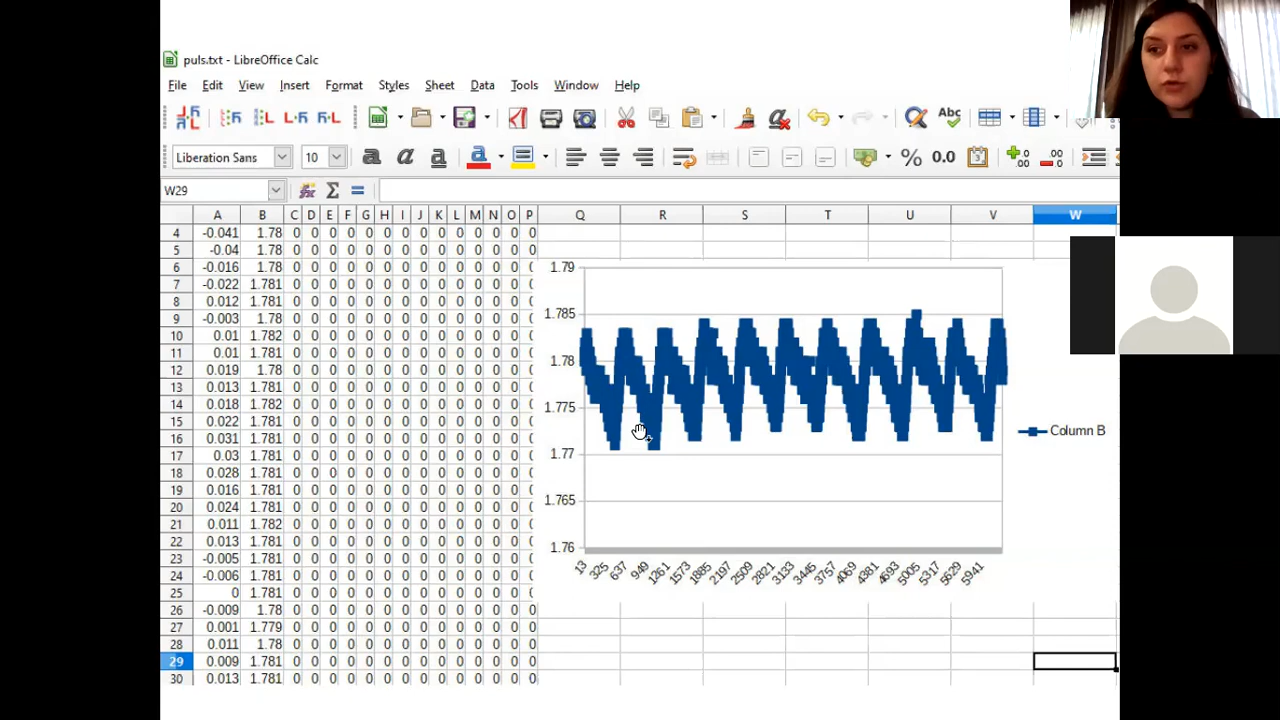 puls.txt - LibreOffice Calc
File Edit View Insert Format Styles Sheet Data Tools Window Help
Abc
Liberation Sans 10 % 0.0
W29
A B C D E F G H I J K L M N O P Q R S T U V W
4 -0.041 1.78 0 0 0 0 0 0 0 0 0 0 0 0 0 0
5 -0.04 1.78 0 0 0 0 0 0 0 0 0 0 0 0 0 0
6 -0.016 1.78 0 0 0 0 0 0 0 0 0 0 0 0 0 0
7 -0.022 1.781 0 0 0 0 0 0 0 0 0 0 0 0 0 0
8 0.012 1.781 0 0 0 0 0 0 0 0 0 0 0 0 0 0
9 -0.003 1.78 0 0 0 0 0 0 0 0 0 0 0 0 0 0
10 0.01 1.782 0 0 0 0 0 0 0 0 0 0 0 0 0 0
11 0.01 1.781 0 0 0 0 0 0 0 0 0 0 0 0 0 0
12 0.019 1.78 0 0 0 0 0 0 0 0 0 0 0 0 0 0
13 0.013 1.781 0 0 0 0 0 0 0 0 0 0 0 0 0 0
14 0.018 1.782 0 0 0 0 0 0 0 0 0 0 0 0 0 0
15 0.022 1.781 0 0 0 0 0 0 0 0 0 0 0 0 0 0
16 0.031 1.781 0 0 0 0 0 0 0 0 0 0 0 0 0 0
17 0.03 1.781 0 0 0 0 0 0 0 0 0 0 0 0 0 0
18 0.028 1.781 0 0 0 0 0 0 0 0 0 0 0 0 0 0
19 0.016 1.781 0 0 0 0 0 0 0 0 0 0 0 0 0 0
20 0.024 1.781 0 0 0 0 0 0 0 0 0 0 0 0 0 0
21 0.011 1.782 0 0 0 0 0 0 0 0 0 0 0 0 0 0
22 0.013 1.781 0 0 0 0 0 0 0 0 0 0 0 0 0 0
23 -0.005 1.781 0 0 0 0 0 0 0 0 0 0 0 0 0 0
24 -0.006 1.781 0 0 0 0 0 0 0 0 0 0 0 0 0 0
25 0 1.781 0 0 0 0 0 0 0 0 0 0 0 0 0 0
26 -0.009 1.78 0 0 0 0 0 0 0 0 0 0 0 0 0 0
27 0.001 1.779 0 0 0 0 0 0 0 0 0 0 0 0 0 0
28 0.011 1.78 0 0 0 0 0 0 0 0 0 0 0 0 0 0
29 0.009 1.781 0 0 0 0 0 0 0 0 0 0 0 0 0 0
30 0.013 1.781 0 0 0 0 0 0 0 0 0 0 0 0 0 0
1.79
1.785
1.78
1.775
1.77
1.765
1.76
13 325 637 949 1261 1573 1885 2197 2509 2821 3133 3445 3757 4069 4381 4693 5005 5317 5629 5941
Column B